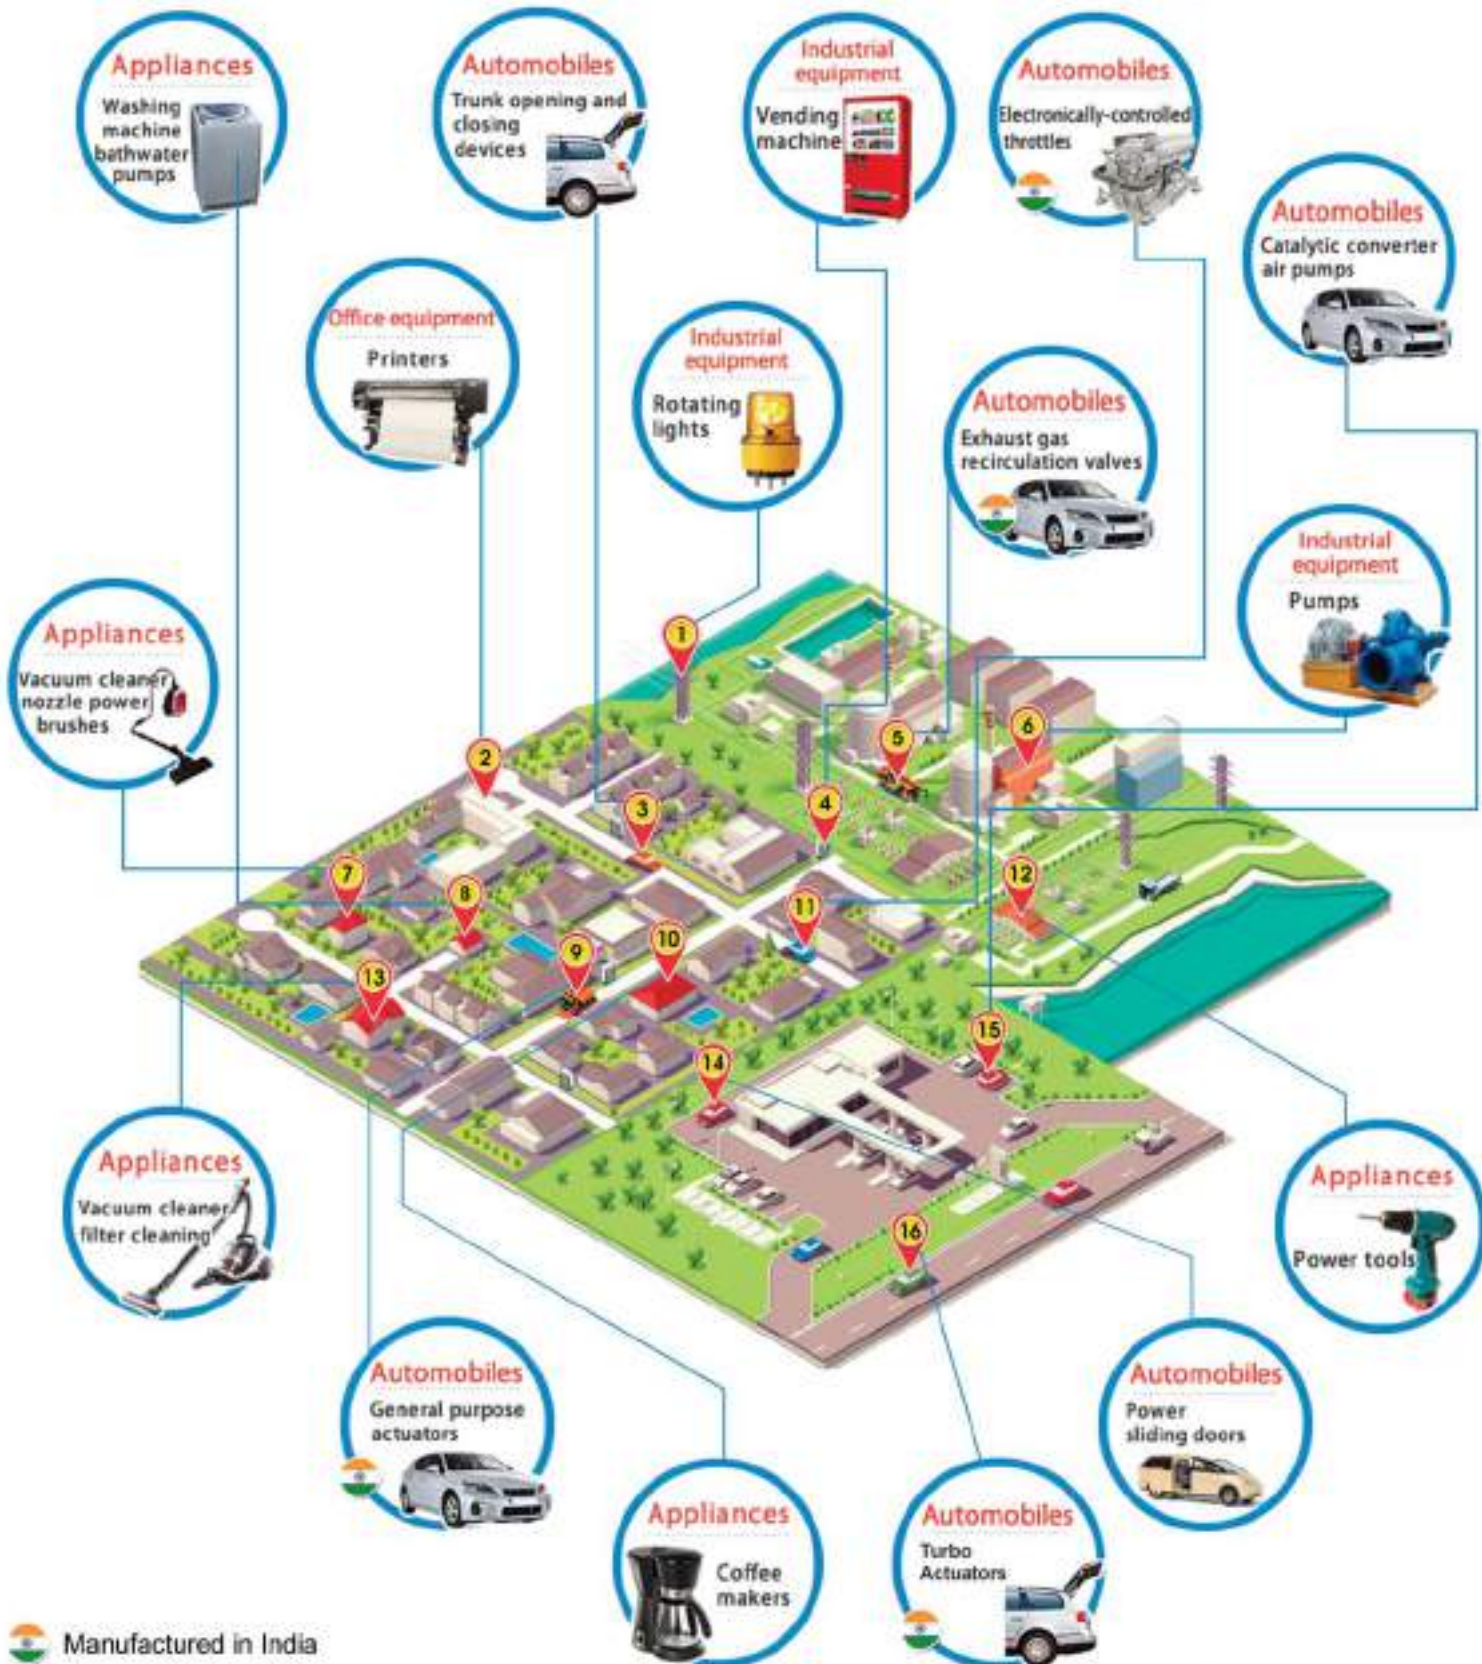 Appliances
Washing
machine
bathwater
pumps
Automobiles
Trunk opening and
closing
devices
Industrial
equipment
Vending
machine
Automobiles
Electronically-controlled
throttles
Automobiles
Catalytic converter
air pumps
Office equipment
Printers
Industrial
equipment
Rotating
lights
Automobiles
Exhaust gas
recirculation valves
Industrial
equipment
Pumps
Appliances
Vacuum cleaner
nozzle power
brushes
1
2
3
4
5
6
7
8
9
10
11
12
13
14
15
16
Appliances
Vacuum cleaner
filter cleaning
Appliances
Power tools
Automobiles
General purpose
actuators
Automobiles
Power
sliding doors
Appliances
Coffee
makers
Automobiles
Turbo
Actuators
Manufactured in India